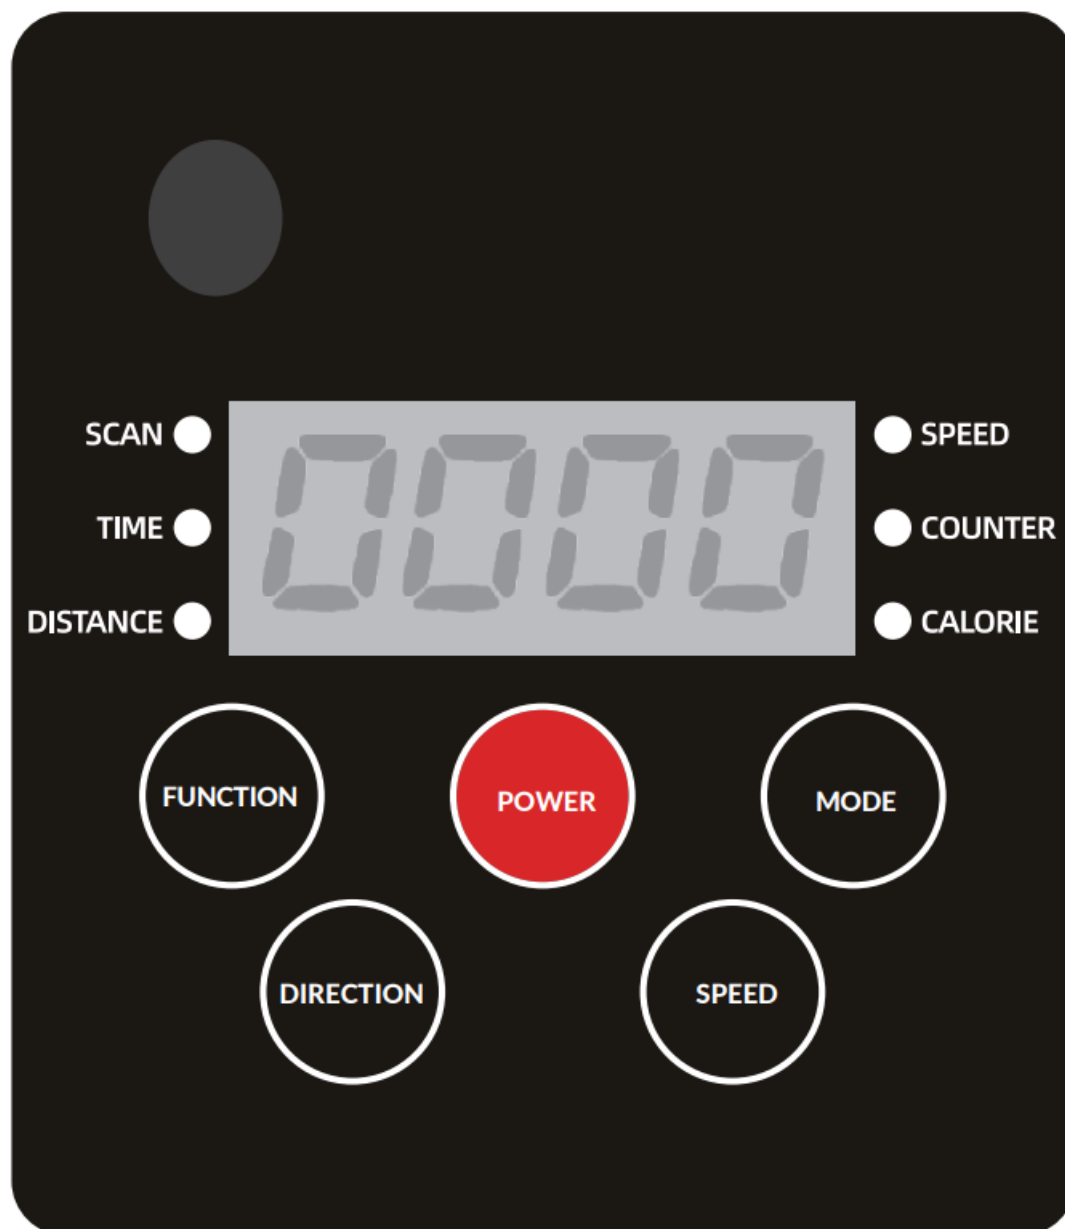 SCAN
SPEED
0000
TIME
COUNTER
DISTANCE
CALORIE
FUNCTION
POWER
MODE
DIRECTION
SPEED